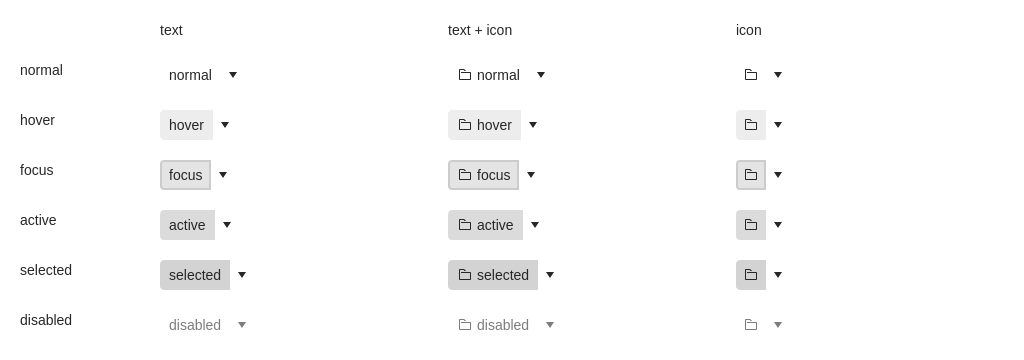 text text + icon icon
normal normal normal
hover hover hover
focus focus focus
active active active
selected selected selected
disabled disabled disabled